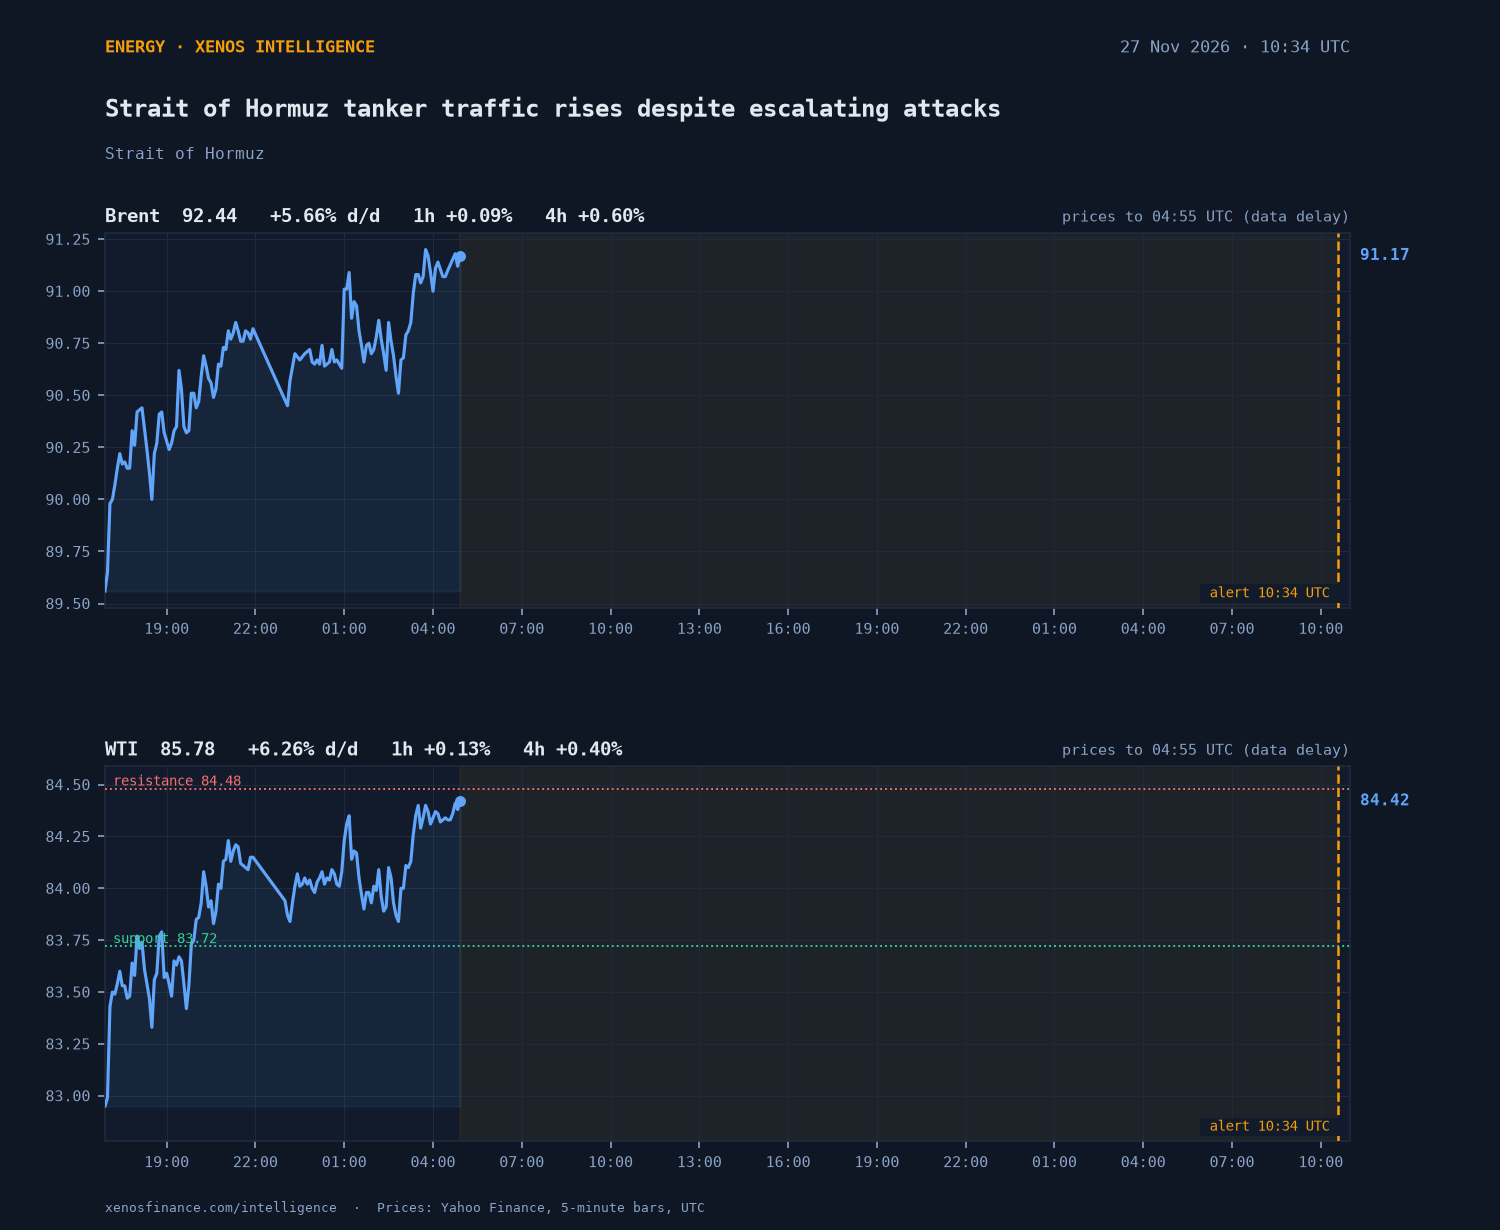 ENERGY · XENOS INTELLIGENCE
27 Nov 2026 · 10:34 UTC
Strait of Hormuz tanker traffic rises despite escalating attacks
Strait of Hormuz
Brent 92.44 +5.66% d/d 1h +0.09% 4h +0.60%
prices to 04:55 UTC (data delay)
91.25
91.17
91.00
90.75
90.50
90.25
90.00
89.75
89.50
alert 10:34 UTC
19:00 22:00 01:00 04:00 07:00 10:00 13:00 16:00 19:00 22:00 01:00 04:00 07:00 10:00
WTI 85.78 +6.26% d/d 1h +0.13% 4h +0.40%
prices to 04:55 UTC (data delay)
resistance 84.48
84.50
84.42
84.25
84.00
support 83.72
83.75
83.50
83.25
83.00
alert 10:34 UTC
19:00 22:00 01:00 04:00 07:00 10:00 13:00 16:00 19:00 22:00 01:00 04:00 07:00 10:00
xenosfinance.com/intelligence · Prices: Yahoo Finance, 5-minute bars, UTC